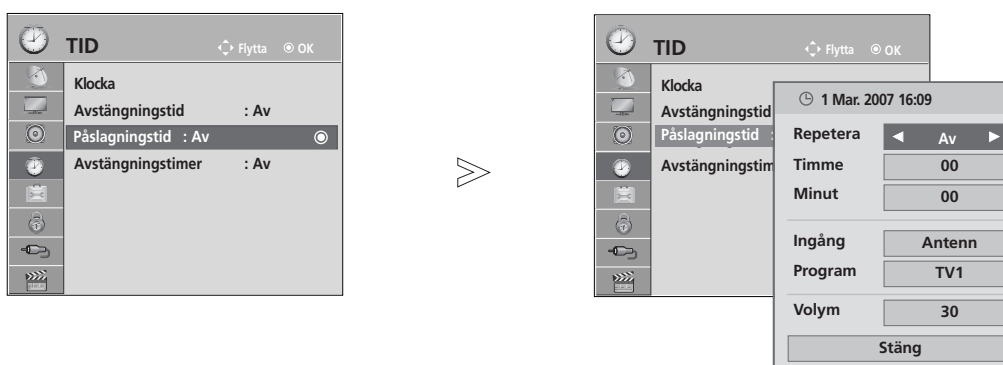 TID
Flytta OK
Klocka
Avstängningstid : Av
Påslagningstid : Av
Avstängningstimer : Av
TID
Flytta OK
Klocka
Avstängningstid
Påslagningstid :
Avstängningstim
1 Mar. 2007 16:09
Repetera ◄ Av ►
Timme 00
Minut 00
Ingång Antenn
Program TV1
Volym 30
Stäng